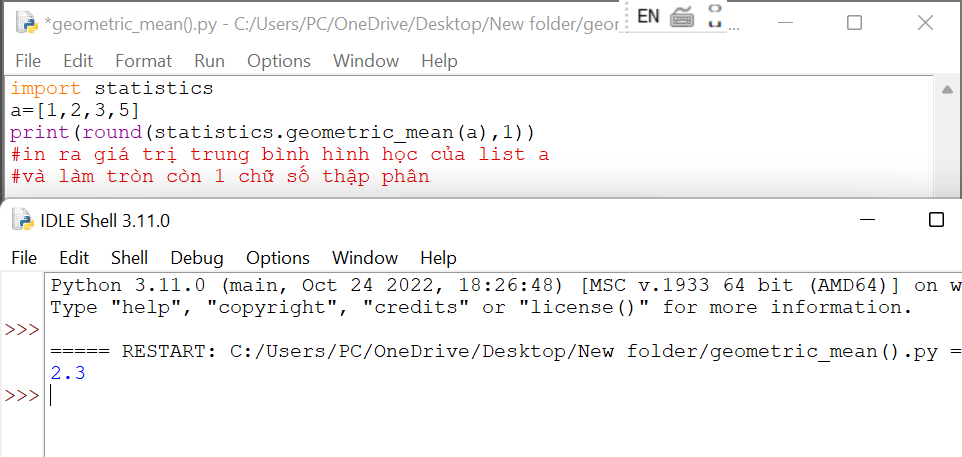 *geometric_mean().py - C:/Users/PC/OneDrive/Desktop/New folder/geor ...
EN
File Edit Format Run Options Window Help
import statistics
a=[1,2,3,5]
print(round(statistics.geometric_mean(a),1))
#in ra giá trị trung bình hình học của list a
#và làm tròn còn 1 chữ số thập phân
IDLE Shell 3.11.0
File Edit Shell Debug Options Window Help
Python 3.11.0 (main, Oct 24 2022, 18:26:48) [MSC v.1933 64 bit (AMD64)] on w
Type "help", "copyright", "credits" or "license()" for more information.
>>>
===== RESTART: C:/Users/PC/OneDrive/Desktop/New folder/geometric_mean().py =
2.3
>>>